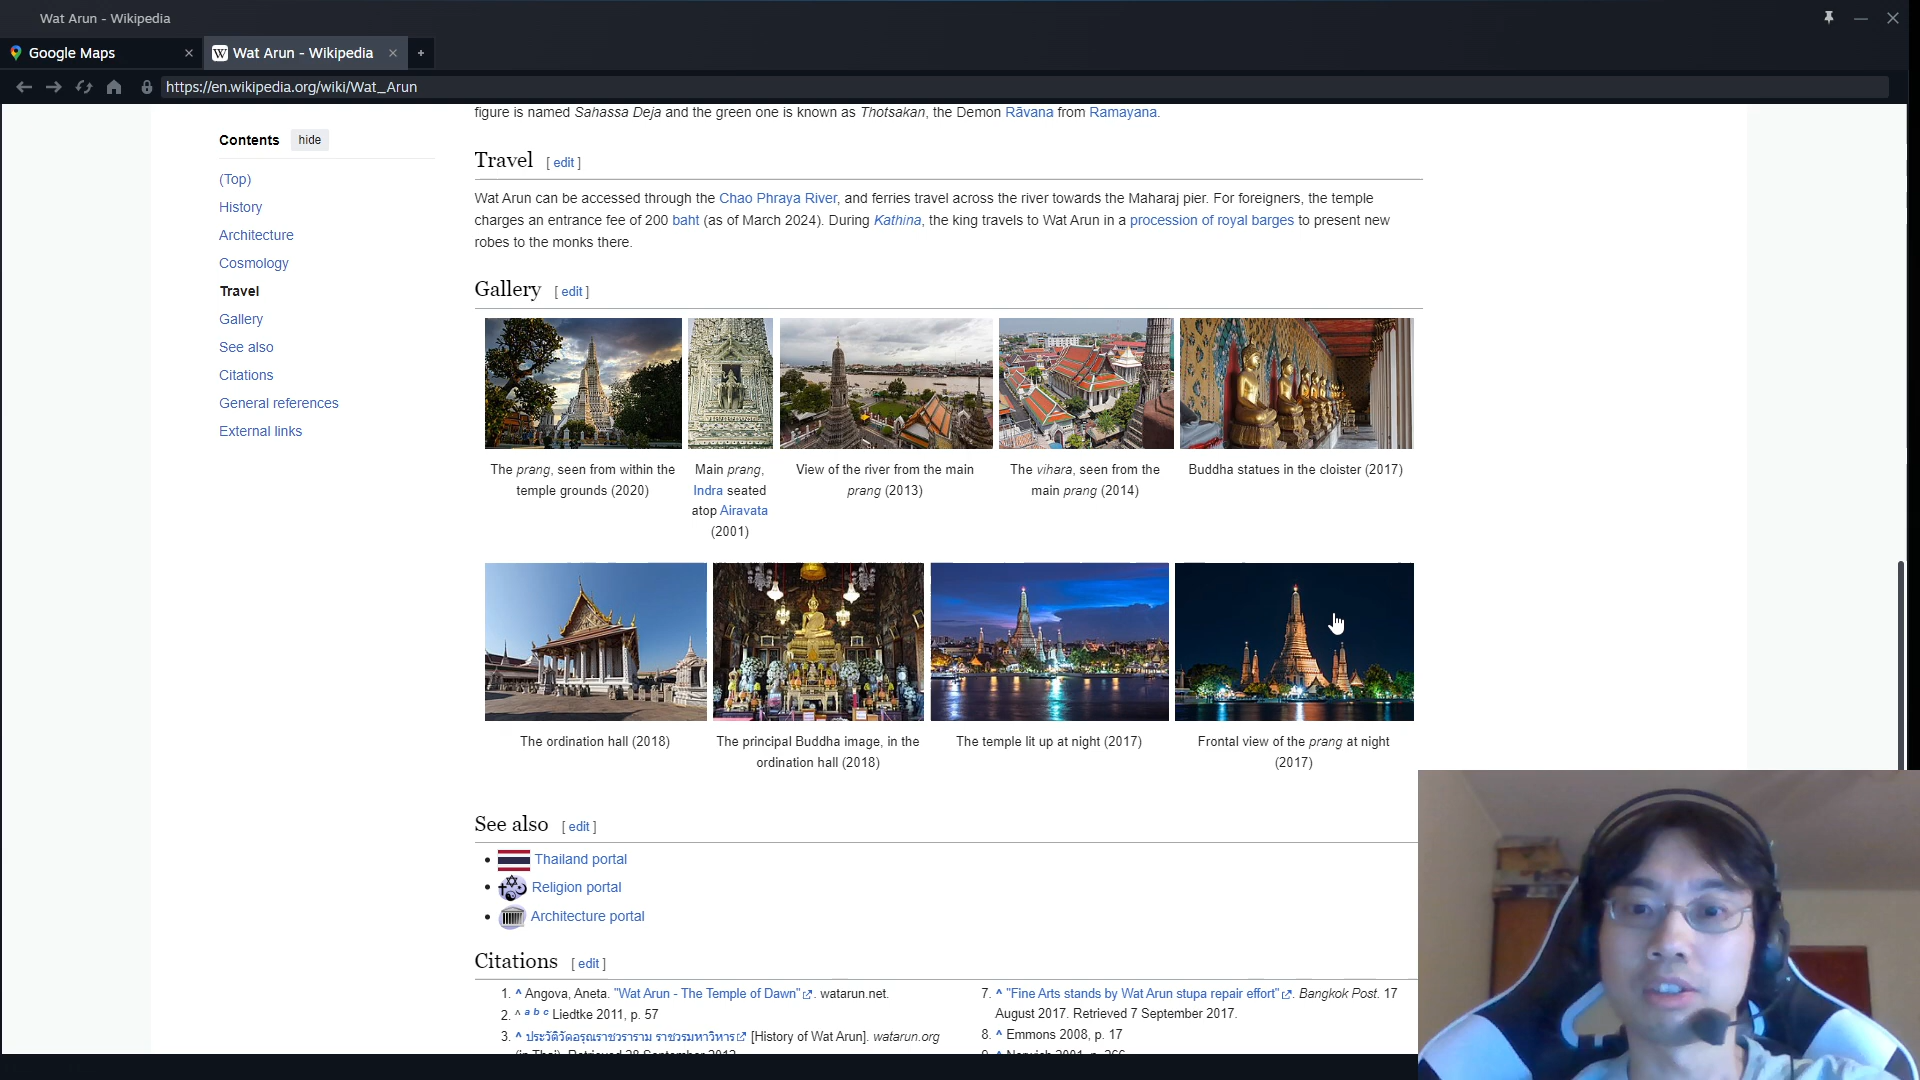 Wat Arun - Wikipedia
Google Maps
Wat Arun - Wikipedia
https://en.wikipedia.org/wiki/Wat_Arun
figure is named Sahassa Deja and the green one is known as Thotsakan, the Demon Rāvana from Ramayana.
Contents hide
(Top)
History
Architecture
Cosmology
Travel
Gallery
See also
Citations
General references
External links
Travel [ edit ]
Wat Arun can be accessed through the Chao Phraya River, and ferries travel across the river towards the Maharaj pier. For foreigners, the temple
charges an entrance fee of 200 baht (as of March 2024). During Kathina, the king travels to Wat Arun in a procession of royal barges to present new
robes to the monks there.
Gallery [ edit ]
The prang, seen from within the
temple grounds (2020)
Main prang,
Indra seated
atop Airavata
(2001)
View of the river from the main
prang (2013)
The vihara, seen from the
main prang (2014)
Buddha statues in the cloister (2017)
The ordination hall (2018)
The principal Buddha image, in the
ordination hall (2018)
The temple lit up at night (2017)
Frontal view of the prang at night
(2017)
See also [ edit ]
Thailand portal
Religion portal
Architecture portal
Citations [ edit ]
1. ^ Angova, Aneta. "Wat Arun - The Temple of Dawn". watarun.net.
2. ^ a b c Liedtke 2011, p. 57
3. ^ ประวัติวัดอรุณราชวราราม ราชวรมหาวิหาร [History of Wat Arun]. watarun.org
(in Thai). Retrieved 28 September 2012
7. ^ "Fine Arts stands by Wat Arun stupa repair effort". Bangkok Post. 17
August 2017. Retrieved 7 September 2017.
8. ^ Emmons 2008, p. 17
9. ^ Norwich 2001, p. 266